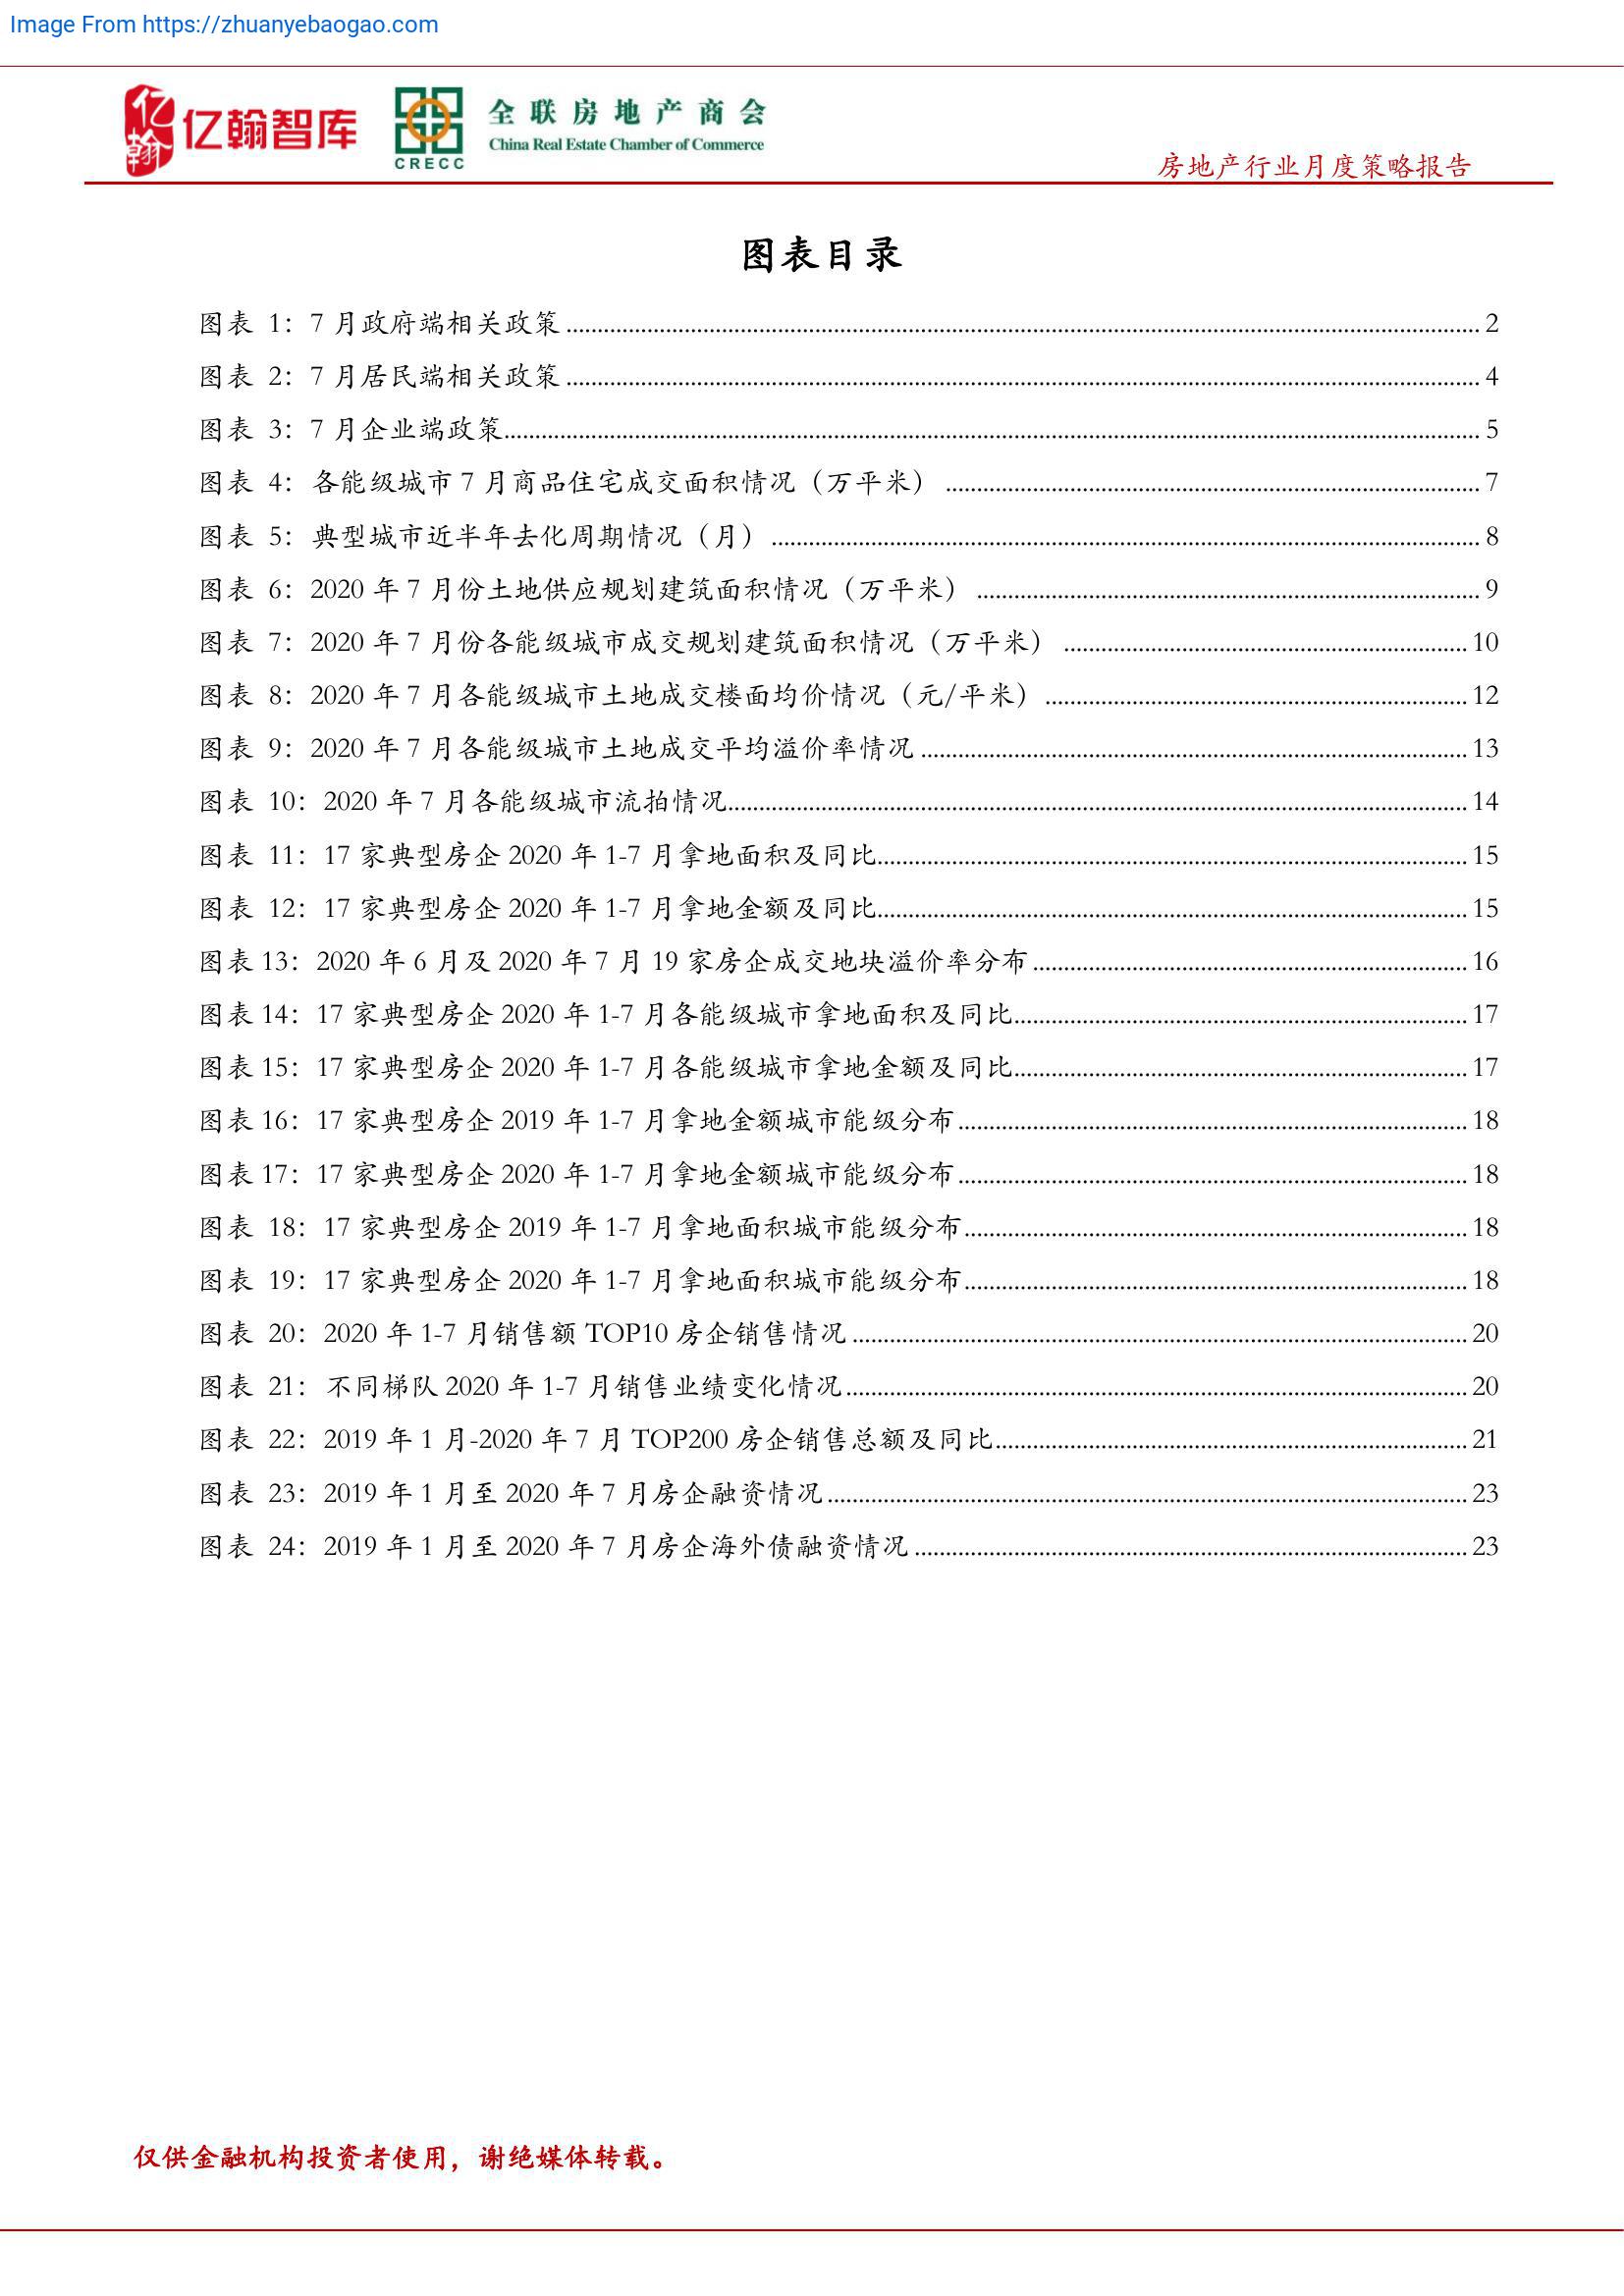 Image From https://zhuanyebaogao.com
亿翰
亿翰智库
全联房地产商会
China Real Estate Chamber of Commerce
CRECC
房地产行业月度策略报告
图表目录
图表 1：7 月政府端相关政策 2
图表 2：7 月居民端相关政策 4
图表 3：7 月企业端政策 5
图表 4：各能级城市 7 月商品住宅成交面积情况（万平米） 7
图表 5：典型城市近半年去化周期情况（月） 8
图表 6：2020 年 7 月份土地供应规划建筑面积情况（万平米） 9
图表 7：2020 年 7 月份各能级城市成交规划建筑面积情况（万平米） 10
图表 8：2020 年 7 月各能级城市土地成交楼面均价情况（元/平米） 12
图表 9：2020 年 7 月各能级城市土地成交平均溢价率情况 13
图表 10：2020 年 7 月各能级城市流拍情况 14
图表 11：17 家典型房企 2020 年 1-7 月拿地面积及同比 15
图表 12：17 家典型房企 2020 年 1-7 月拿地金额及同比 15
图表 13：2020 年 6 月及 2020 年 7 月 19 家房企成交地块溢价率分布 16
图表 14：17 家典型房企 2020 年 1-7 月各能级城市拿地面积及同比 17
图表 15：17 家典型房企 2020 年 1-7 月各能级城市拿地金额及同比 17
图表 16：17 家典型房企 2019 年 1-7 月拿地金额城市能级分布 18
图表 17：17 家典型房企 2020 年 1-7 月拿地金额城市能级分布 18
图表 18：17 家典型房企 2019 年 1-7 月拿地面积城市能级分布 18
图表 19：17 家典型房企 2020 年 1-7 月拿地面积城市能级分布 18
图表 20：2020 年 1-7 月销售额 TOP10 房企销售情况 20
图表 21：不同梯队 2020 年 1-7 月销售业绩变化情况 20
图表 22：2019 年 1 月-2020 年 7 月 TOP200 房企销售总额及同比 21
图表 23：2019 年 1 月至 2020 年 7 月房企融资情况 23
图表 24：2019 年 1 月至 2020 年 7 月房企海外债融资情况 23
仅供金融机构投资者使用，谢绝媒体转载。